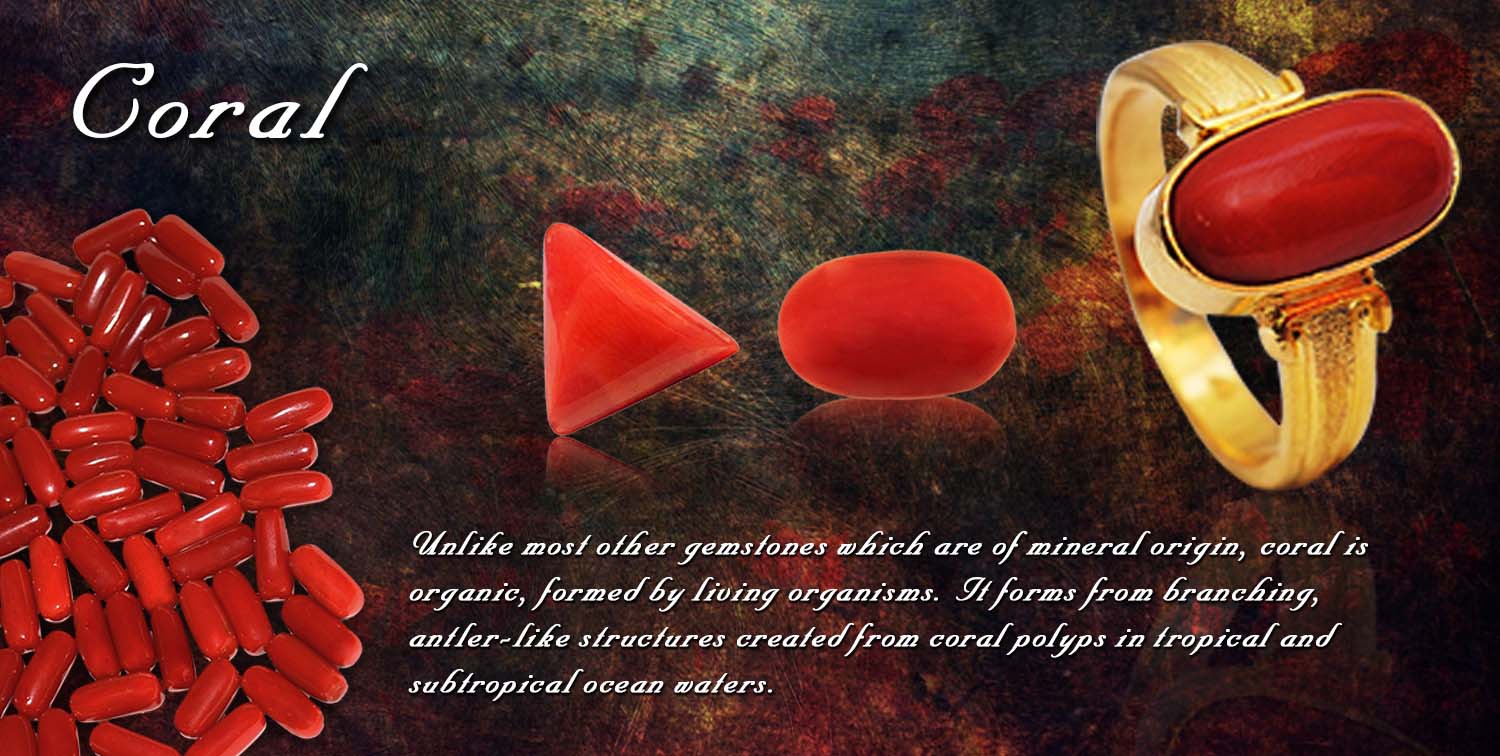 Coral
Unlike most other gemstones which are of mineral origin, coral is
organic, formed by living organisms. It forms from branching,
antler-like structures created from coral polyps in tropical and
subtropical ocean waters.